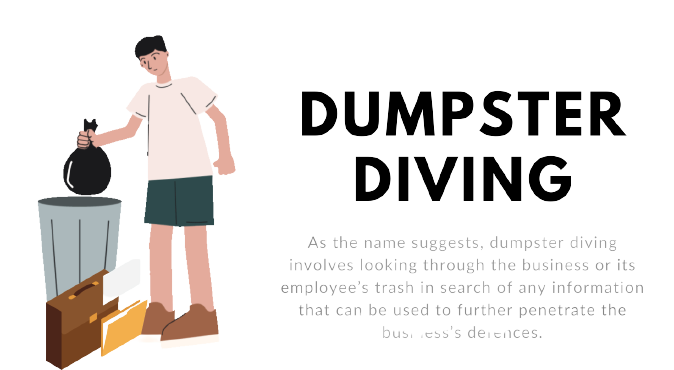 DUMPSTER
DIVING
As the name suggests, dumpster diving
involves looking through the business or its
employee's trash in search of any information
that can be used to further penetrate the
business's defences.